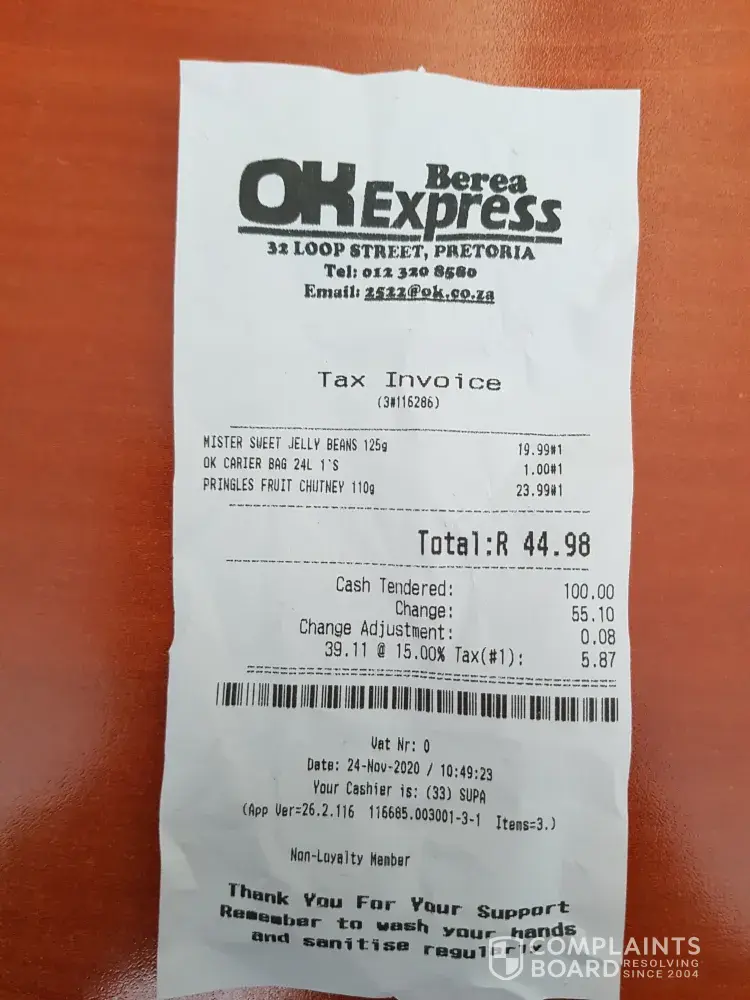 Berea
OK Express
32 LOOP STREET, PRETORIA
Tel: 012 320 8580
Email: 2522@ok.co.za
Tax Invoice
(3#116286)
MISTER SWEET JELLY BEANS 125g 19.99#1
OK CARIER BAG 24L 1`S 1.00#1
PRINGLES FRUIT CHUTNEY 110g 23.99#1
Total:R 44.98
Cash Tendered: 100.00
Change: 55.10
Change Adjustment: 0.08
39.11 @ 15.00% Tax(#1): 5.87
Vat Nr: 0
Date: 24-Nov-2020 / 10:49:23
Your Cashier is: (33) SUPA
(App Ver=26.2.116 116685.003001-3-1 Items=3.)
Non-Loyalty Member
Thank You For Your Support
Remember to wash your hands
and sanitise regularly
COMPLAINTS
BOARD RESOLVING
SINCE 2004